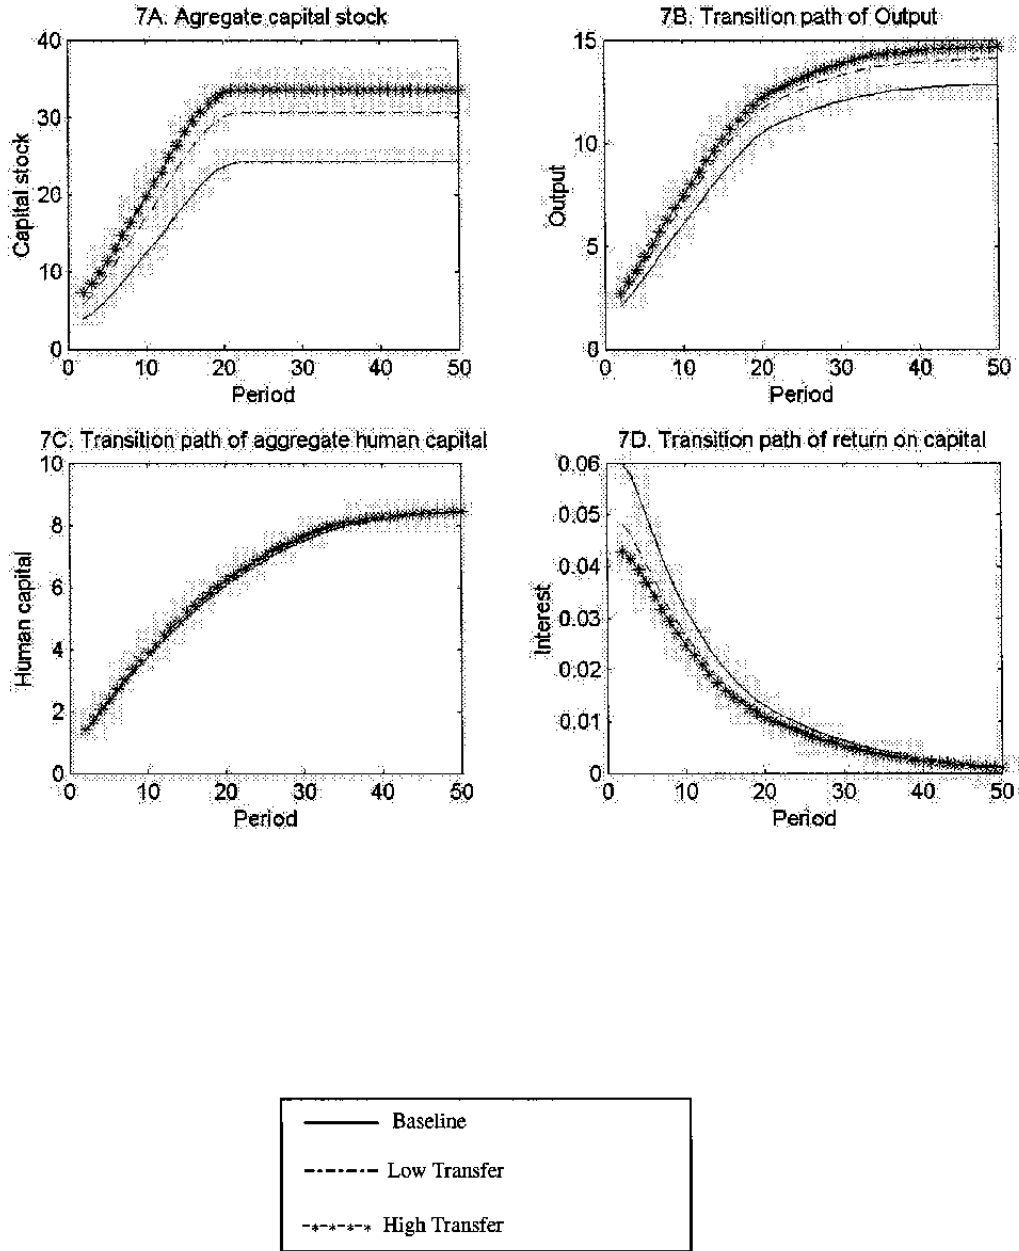 7A. Agregate capital stock
40
30
20
10
0
Capital stock
0 10 20 30 40 50
Period
7B. Transition path of Output
15
10
5
0
Output
0 10 20 30 40 50
Period
7C. Transition path of aggregate human capital
10
8
6
4
2
0
Human capital
0 10 20 30 40 50
Period
7D. Transition path of return on capital
0.06
0.05
0.04
0.03
0.02
0.01
0
Interest
0 10 20 30 40 50
Period
Baseline
Low Transfer
High Transfer